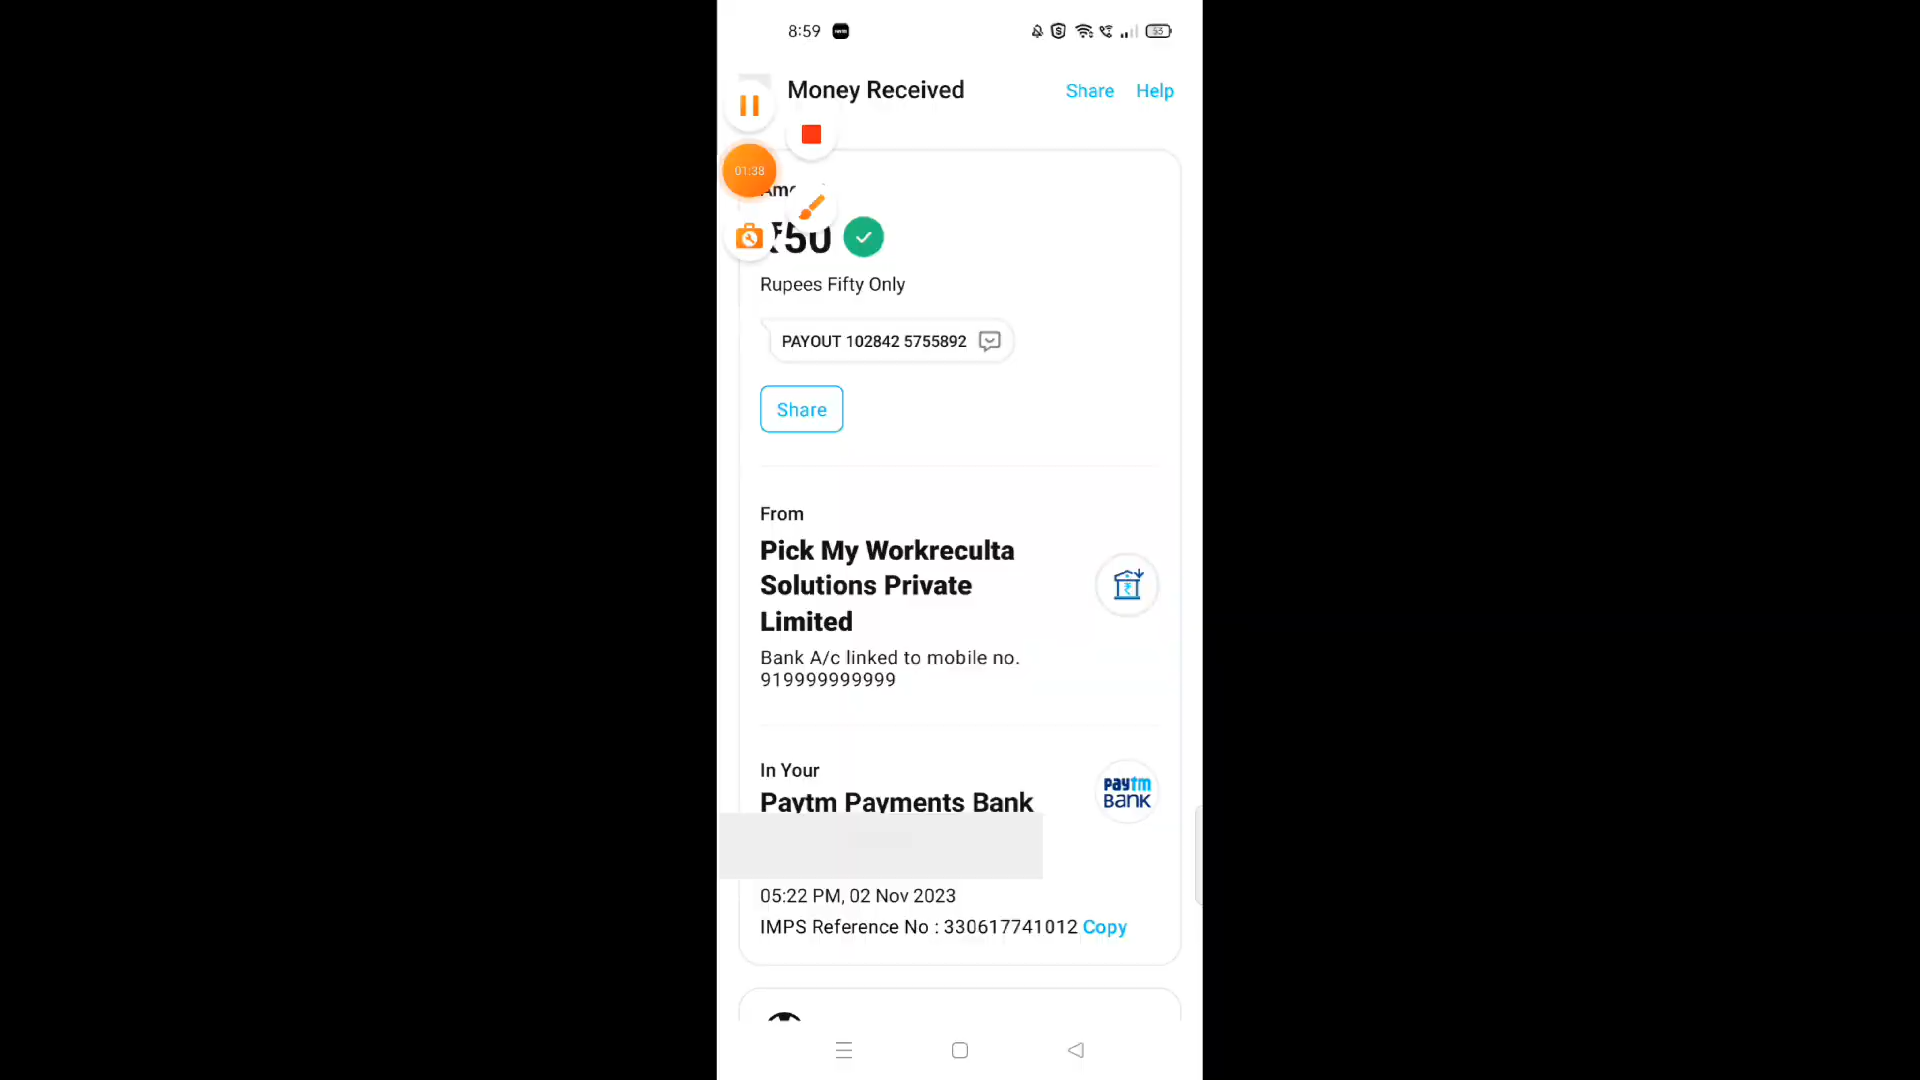 8:59
53
Money Received
Share
Help
01:38
₹50
Rupees Fifty Only
PAYOUT 102842 5755892
Share
From
Pick My Workreculta
Solutions Private
Limited
Bank A/c linked to mobile no.
919999999999
In Your
Paytm Payments Bank
paytm
BANK
05:22 PM, 02 Nov 2023
IMPS Reference No : 330617741012 Copy